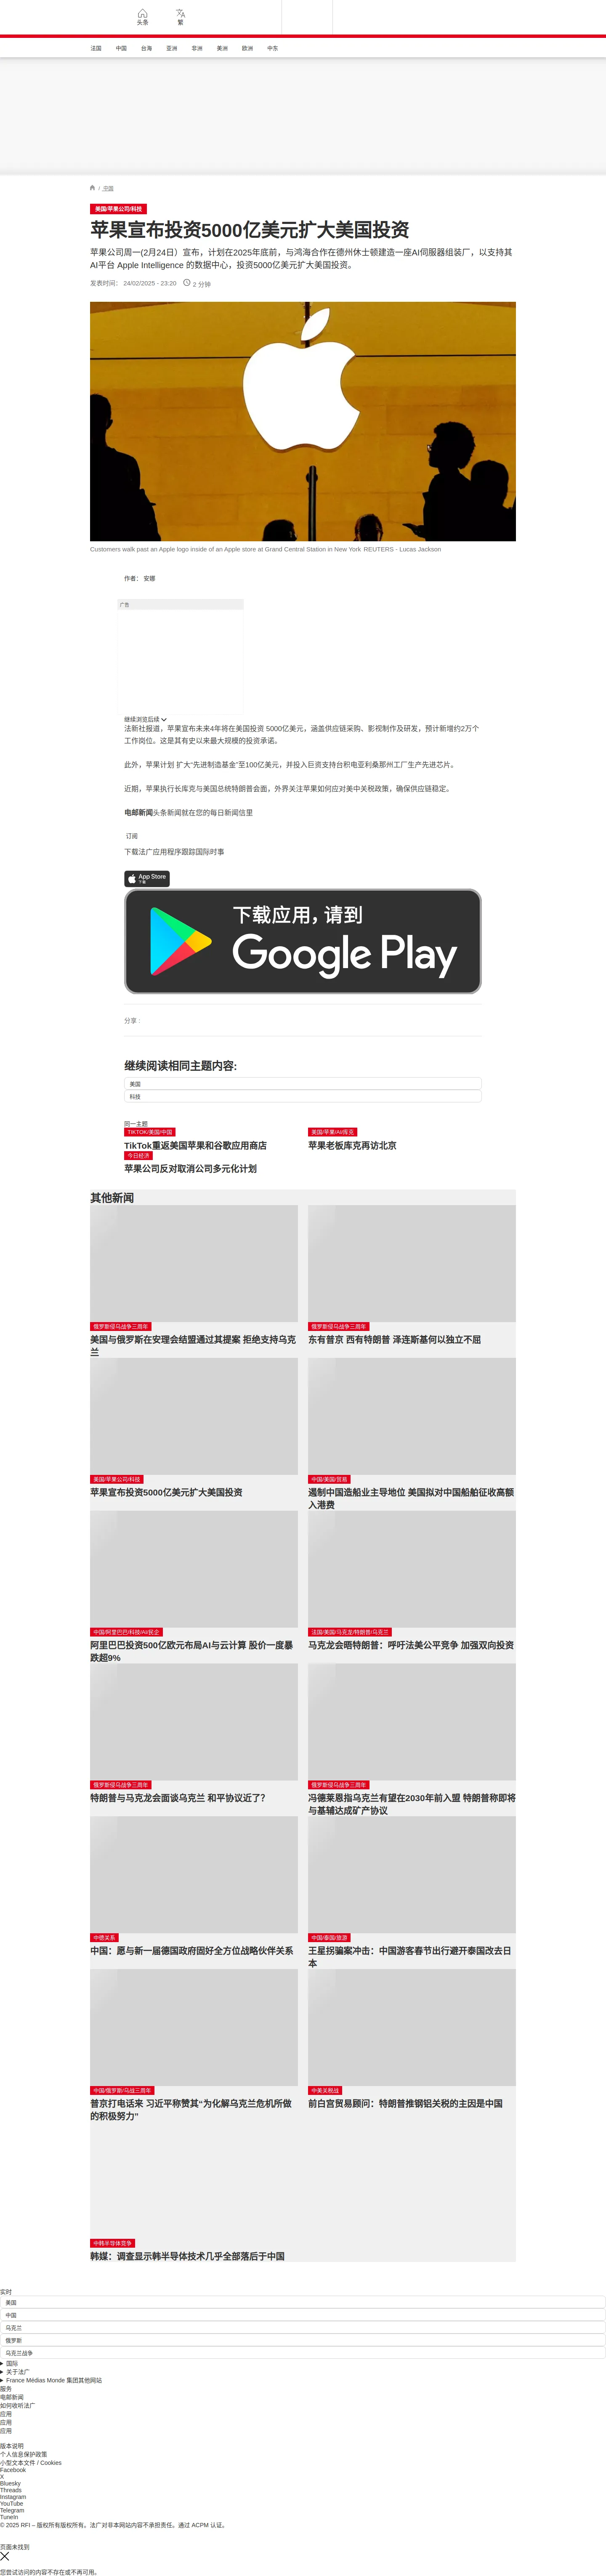 头条
繁
法国
中国
台海
亚洲
非洲
美洲
欧洲
中东
/ 中国
美国/苹果公司/科技
苹果宣布投资5000亿美元扩大美国投资
苹果公司周一(2月24日）宣布，计划在2025年底前，与鸿海合作在德州休士顿建造一座AI伺服器组装厂，以支持其
AI平台 Apple Intelligence 的数据中心，投资5000亿美元扩大美国投资。
发表时间： 24/02/2025 - 23:20
2 分钟
Customers walk past an Apple logo inside of an Apple store at Grand Central Station in New York REUTERS - Lucas Jackson
作者： 安娜
广告
继续浏览后续
法新社报道，苹果宣布未来4年将在美国投资 5000亿美元，涵盖供应链采购、影视制作及研发，预计新增约2万个
工作岗位。这是其有史以来最大规模的投资承诺。
此外，苹果计划 扩大“先进制造基金”至100亿美元，并投入巨资支持台积电亚利桑那州工厂生产先进芯片。
近期，苹果执行长库克与美国总统特朗普会面，外界关注苹果如何应对美中关税政策，确保供应链稳定。
电邮新闻头条新闻就在您的每日新闻信里
订阅
下载法广应用程序跟踪国际时事
App Store
下载
下载应用，请到
Google Play
分享 :
继续阅读相同主题内容:
美国
科技
同一主题
TIKTOK/美国/中国
TikTok重返美国苹果和谷歌应用商店
美国/苹果/AI/库克
苹果老板库克再访北京
今日经济
苹果公司反对取消公司多元化计划
其他新闻
俄罗斯侵乌战争三周年
美国与俄罗斯在安理会结盟通过其提案 拒绝支持乌克
兰
俄罗斯侵乌战争三周年
东有普京 西有特朗普 泽连斯基何以独立不屈
美国/苹果公司/科技
苹果宣布投资5000亿美元扩大美国投资
中国/美国/贸易
遏制中国造船业主导地位 美国拟对中国船舶征收高额
入港费
中国/阿里巴巴/科技/AI/民企
阿里巴巴投资500亿欧元布局AI与云计算 股价一度暴
跌超9%
法国/美国/马克龙/特朗普/乌克兰
马克龙会晤特朗普：呼吁法美公平竞争 加强双向投资
俄罗斯侵乌战争三周年
特朗普与马克龙会面谈乌克兰 和平协议近了？
俄罗斯侵乌战争三周年
冯德莱恩指乌克兰有望在2030年前入盟 特朗普称即将
与基辅达成矿产协议
中德关系
中国：愿与新一届德国政府固好全方位战略伙伴关系
中国/泰国/旅游
王星拐骗案冲击：中国游客春节出行避开泰国改去日
本
中国/俄罗斯/乌战三周年
普京打电话来 习近平称赞其“为化解乌克兰危机所做
的积极努力”
中美关税战
前白宫贸易顾问：特朗普推钢铝关税的主因是中国
中韩半导体竞争
韩媒：调查显示韩半导体技术几乎全部落后于中国
实时
美国
中国
乌克兰
俄罗斯
乌克兰战争
国际
关于法广
France Médias Monde 集团其他网站
服务
电邮新闻
如何收听法广
应用
应用
应用
版本说明
个人信息保护政策
小型文本文件 / Cookies
Facebook
X
Bluesky
Threads
Instagram
YouTube
Telegram
TuneIn
© 2025 RFI – 版权所有版权所有。法广对非本网站内容不承担责任。通过 ACPM 认证。
页面未找到
您尝试访问的内容不存在或不再可用。